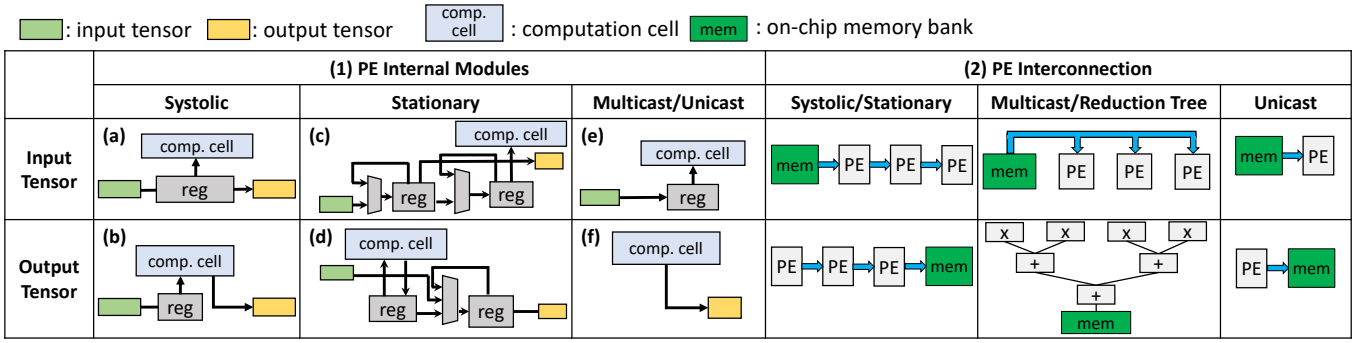 : input tensor : output tensor comp. cell : computation cell mem : on-chip memory bank
(1) PE Internal Modules (2) PE Interconnection
Systolic Stationary Multicast/Unicast Systolic/Stationary Multicast/Reduction Tree Unicast
Input Tensor
(a) comp. cell reg
(c) comp. cell reg reg
(e) comp. cell reg
mem PE PE PE
mem PE PE PE
mem PE
Output Tensor
(b) comp. cell reg
(d) comp. cell reg reg
(f) comp. cell
PE PE PE mem
x x x x
+ +
+
mem
PE mem